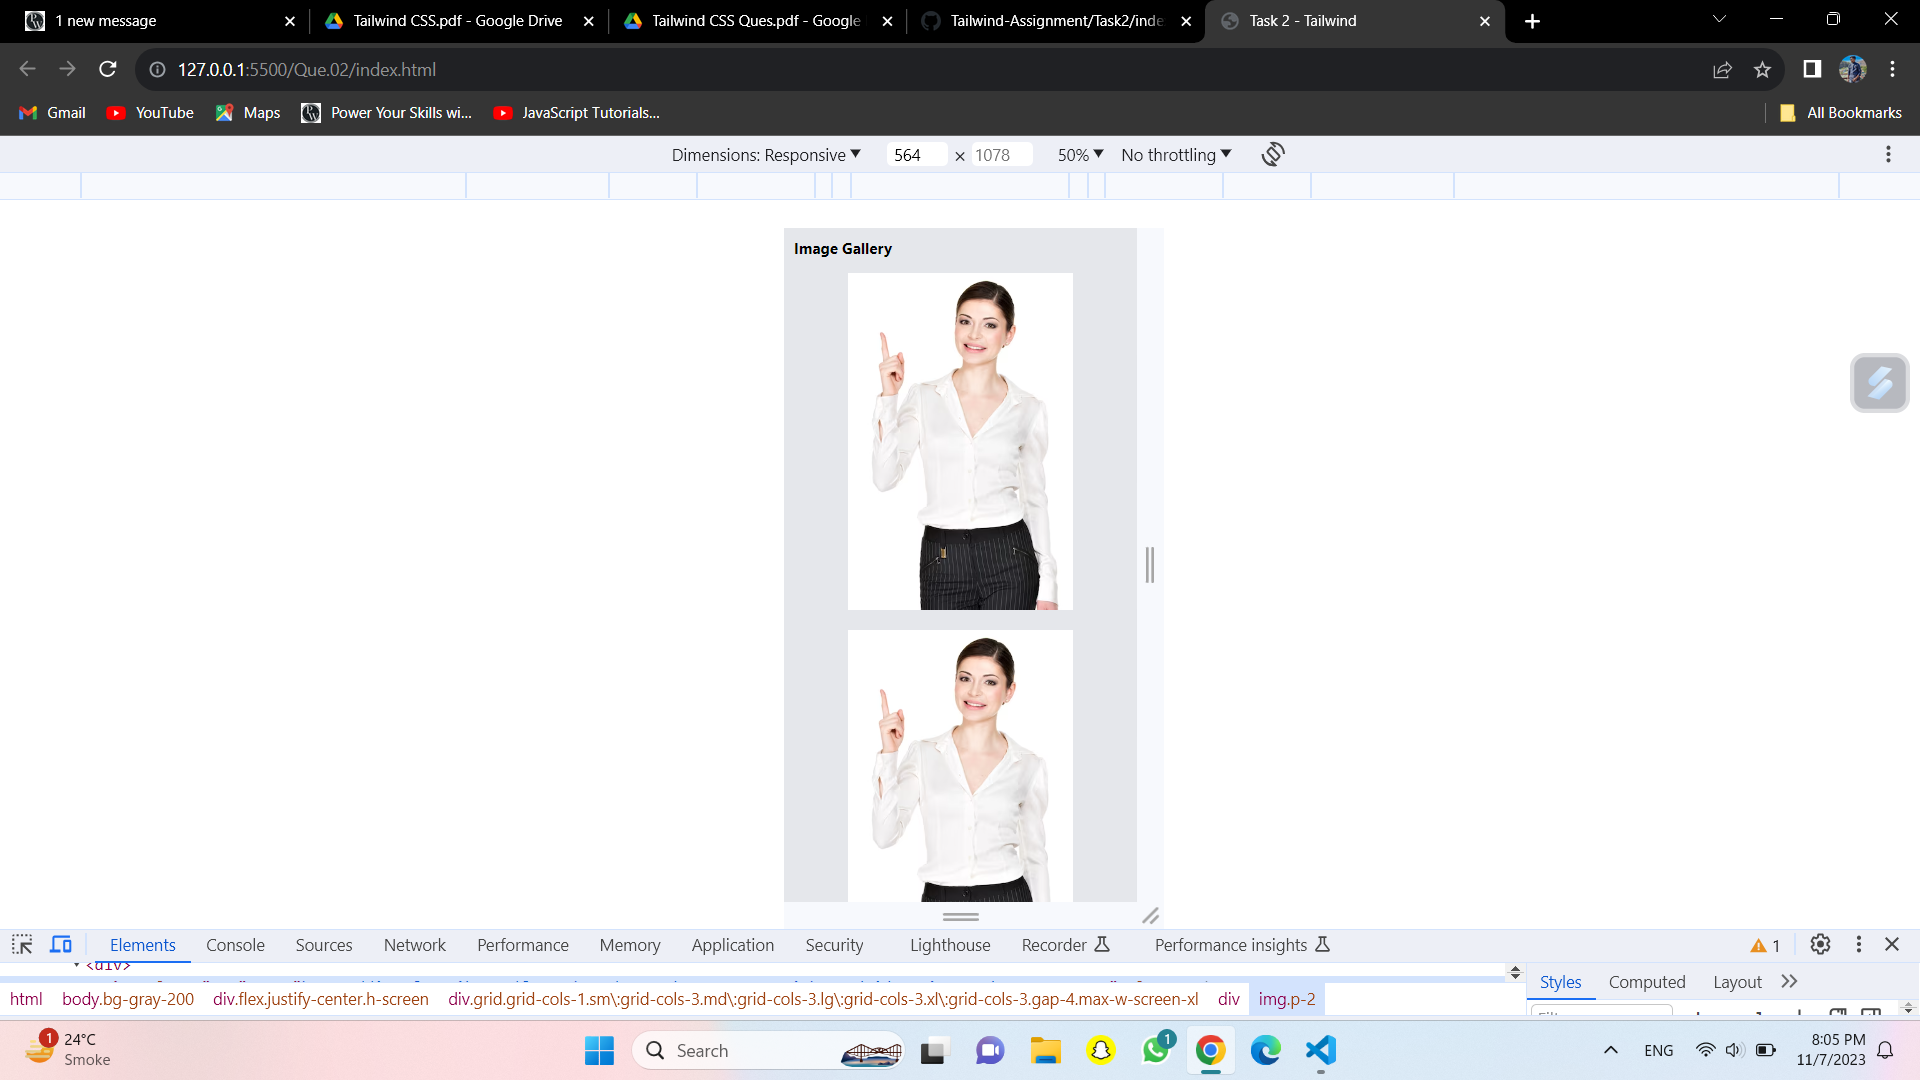 1 new message
Tailwind CSS.pdf - Google Drive
Tailwind CSS Ques.pdf - Google
Tailwind-Assignment/Task2/inde
Task 2 - Tailwind
127.0.0.1:5500/Que.02/index.html
Gmail
YouTube
Maps
Power Your Skills wi...
JavaScript Tutorials...
All Bookmarks
Dimensions: Responsive
564 × 1078
50%
No throttling
Image Gallery
Elements
Console
Sources
Network
Performance
Memory
Application
Security
Lighthouse
Recorder
Performance insights
1
<div>
html
body.bg-gray-200
div.flex.justify-center.h-screen
div.grid.grid-cols-1.sm\:grid-cols-3.md\:grid-cols-3.lg\:grid-cols-3.xl\:grid-cols-3.gap-4.max-w-screen-xl
div
img.p-2
Styles
Computed
Layout
1
24°C
Smoke
Search
1
ENG
8:05 PM
11/7/2023